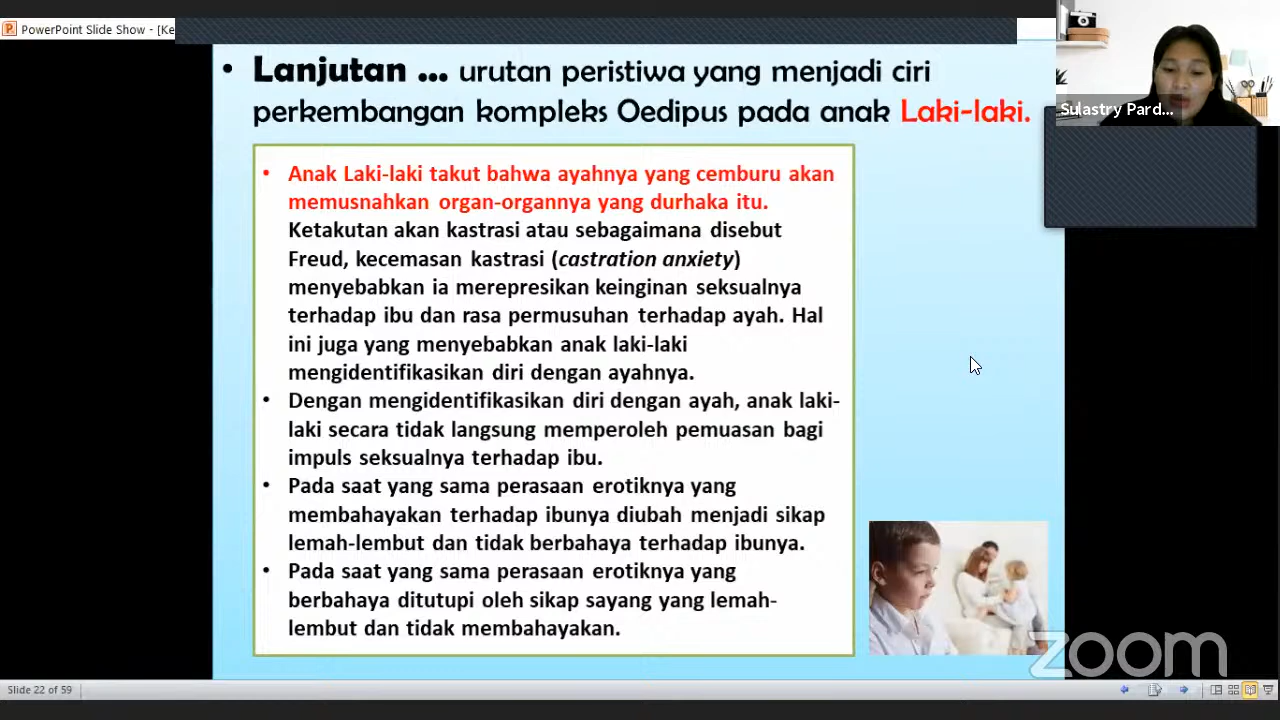 PowerPoint Slide Show - [Ke
• Lanjutan ... urutan peristiwa yang menjadi ciri
perkembangan kompleks Oedipus pada anak Laki-laki.
• Anak Laki-laki takut bahwa ayahnya yang cemburu akan
memusnahkan organ-organnya yang durhaka itu.
Ketakutan akan kastrasi atau sebagaimana disebut
Freud, kecemasan kastrasi (castration anxiety)
menyebabkan ia merepresikan keinginan seksualnya
terhadap ibu dan rasa permusuhan terhadap ayah. Hal
ini juga yang menyebabkan anak laki-laki
mengidentifikasikan diri dengan ayahnya.
• Dengan mengidentifikasikan diri dengan ayah, anak laki-
laki secara tidak langsung memperoleh pemuasan bagi
impuls seksualnya terhadap ibu.
• Pada saat yang sama perasaan erotiknya yang
membahayakan terhadap ibunya diubah menjadi sikap
lemah-lembut dan tidak berbahaya terhadap ibunya.
• Pada saat yang sama perasaan erotiknya yang
berbahaya ditutupi oleh sikap sayang yang lemah-
lembut dan tidak membahayakan.
Sulastry Pard...
zoom
Slide 22 of 59